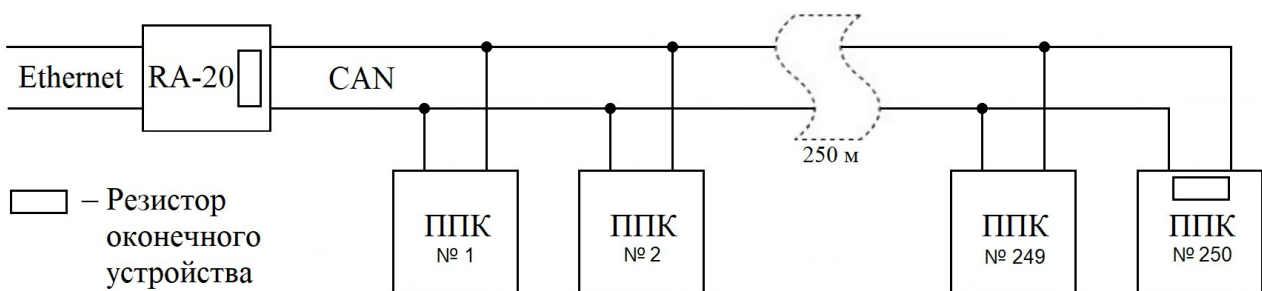 Ethernet RA-20 CAN
250 м
– Резистор
оконечного
устройства
ППК
№ 1
ППК
№ 2
ППК
№ 249
ППК
№ 250